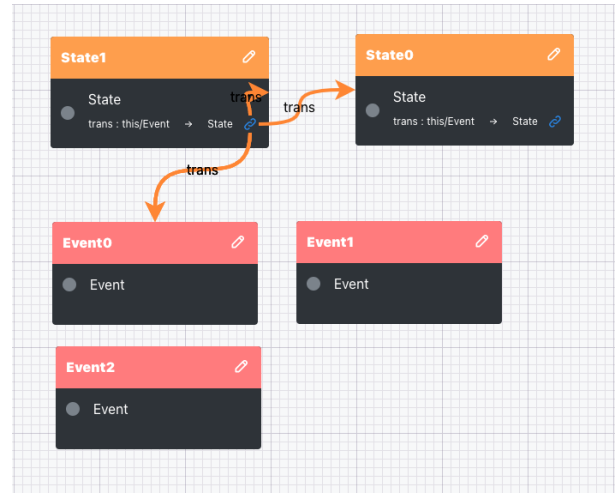 State1
State
trans : this/Event → State
trans
trans
trans
State0
State
trans : this/Event → State
Event0
Event
Event1
Event
Event2
Event